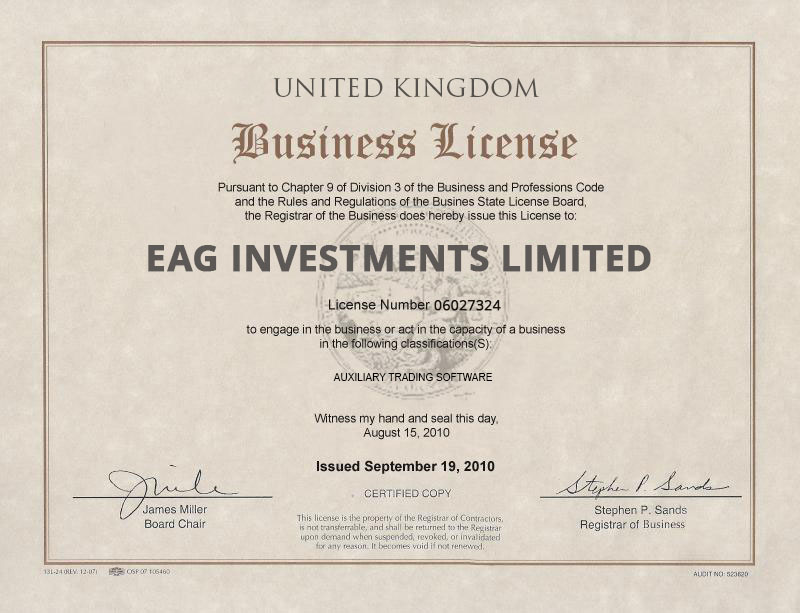 UNITED KINGDOM
Business License
Pursuant to Chapter 9 of Division 3 of the Business and Professions Code
and the Rules and Regulations of the Busines State License Board,
the Registrar of the Business does hereby issue this License to:
EAG INVESTMENTS LIMITED
License Number 06027324
to engage in the business or act in the capacity of a business
in the following classifications(S):
AUXILIARY TRADING SOFTWARE
Witness my hand and seal this day,
August 15, 2010
Issued September 19, 2010
CERTIFIED COPY
Stephen P. Sands
James Miller
Board Chair
Stephen P. Sands
Registrar of Business
This license is the property of the Registrar of Contractors,
is not transferrable, and shall be returned to the Registrar
upon demand when suspended, revoked, or invalidated
for any reason. It becomes void if not renewed.
13L-24 (REV. 12-07) OSP 07 105460
AUDIT NO: 523820